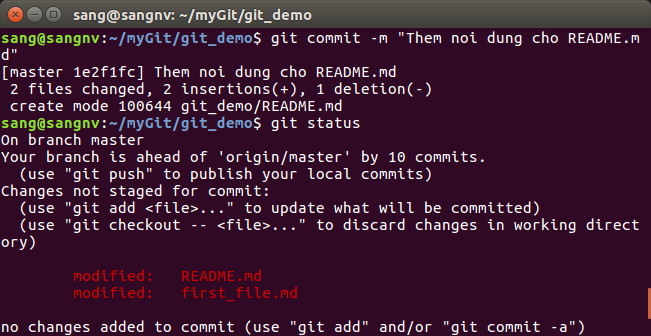 sang@sangnv: ~/myGit/git_demo
sang@sangnv:~/myGit/git_demo$ git commit -m "Them noi dung cho README.m
d"
[master 1e2f1fc] Them noi dung cho README.md
 2 files changed, 2 insertions(+), 1 deletion(-)
 create mode 100644 git_demo/README.md
sang@sangnv:~/myGit/git_demo$ git status
On branch master
Your branch is ahead of 'origin/master' by 10 commits.
  (use "git push" to publish your local commits)
Changes not staged for commit:
  (use "git add <file>..." to update what will be committed)
  (use "git checkout -- <file>..." to discard changes in working direct
ory)
        modified:   README.md
        modified:   first_file.md
no changes added to commit (use "git add" and/or "git commit -a")